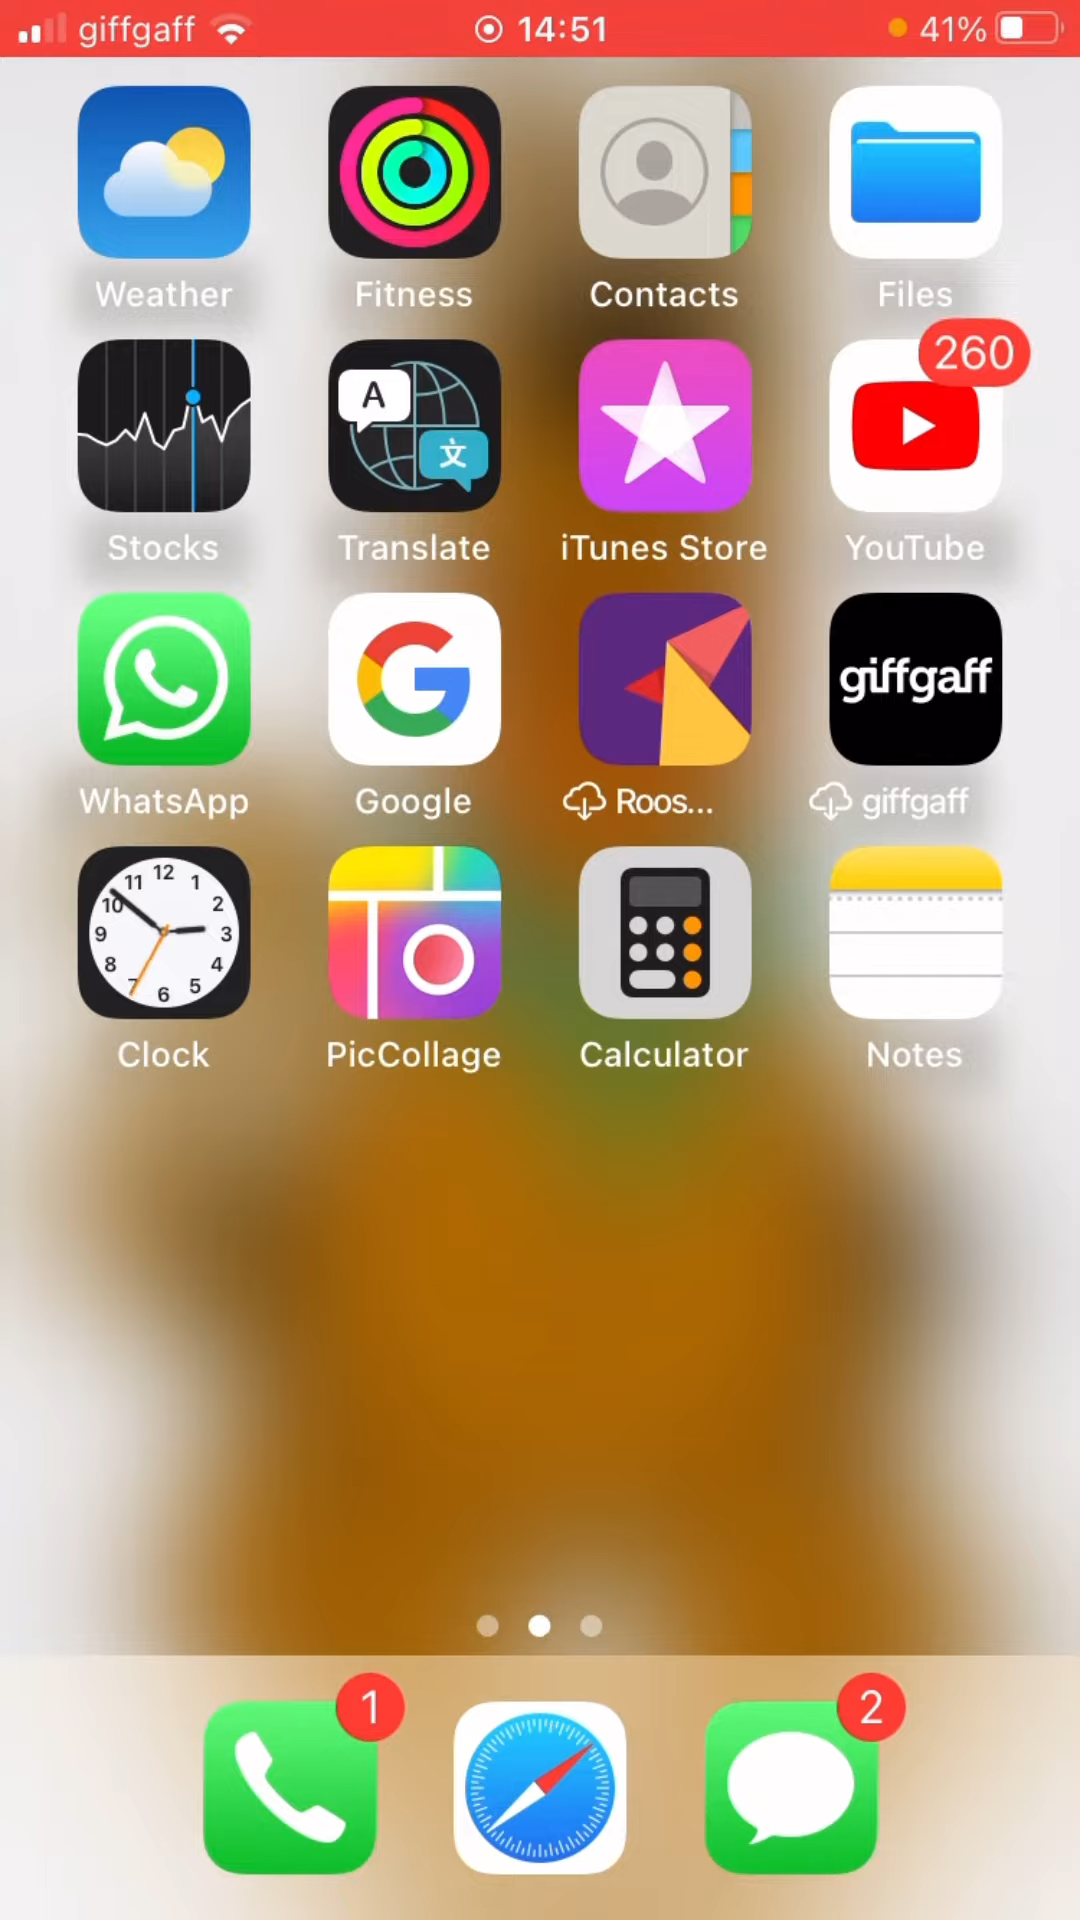 giffgaff 14:51 41%
Weather Fitness Contacts Files
A 文 260
Stocks Translate iTunes Store YouTube
giffgaff
WhatsApp Google Roos... giffgaff
12 1 2 3 4 5 6 7 8 9 10 11
Clock PicCollage Calculator Notes
1 2